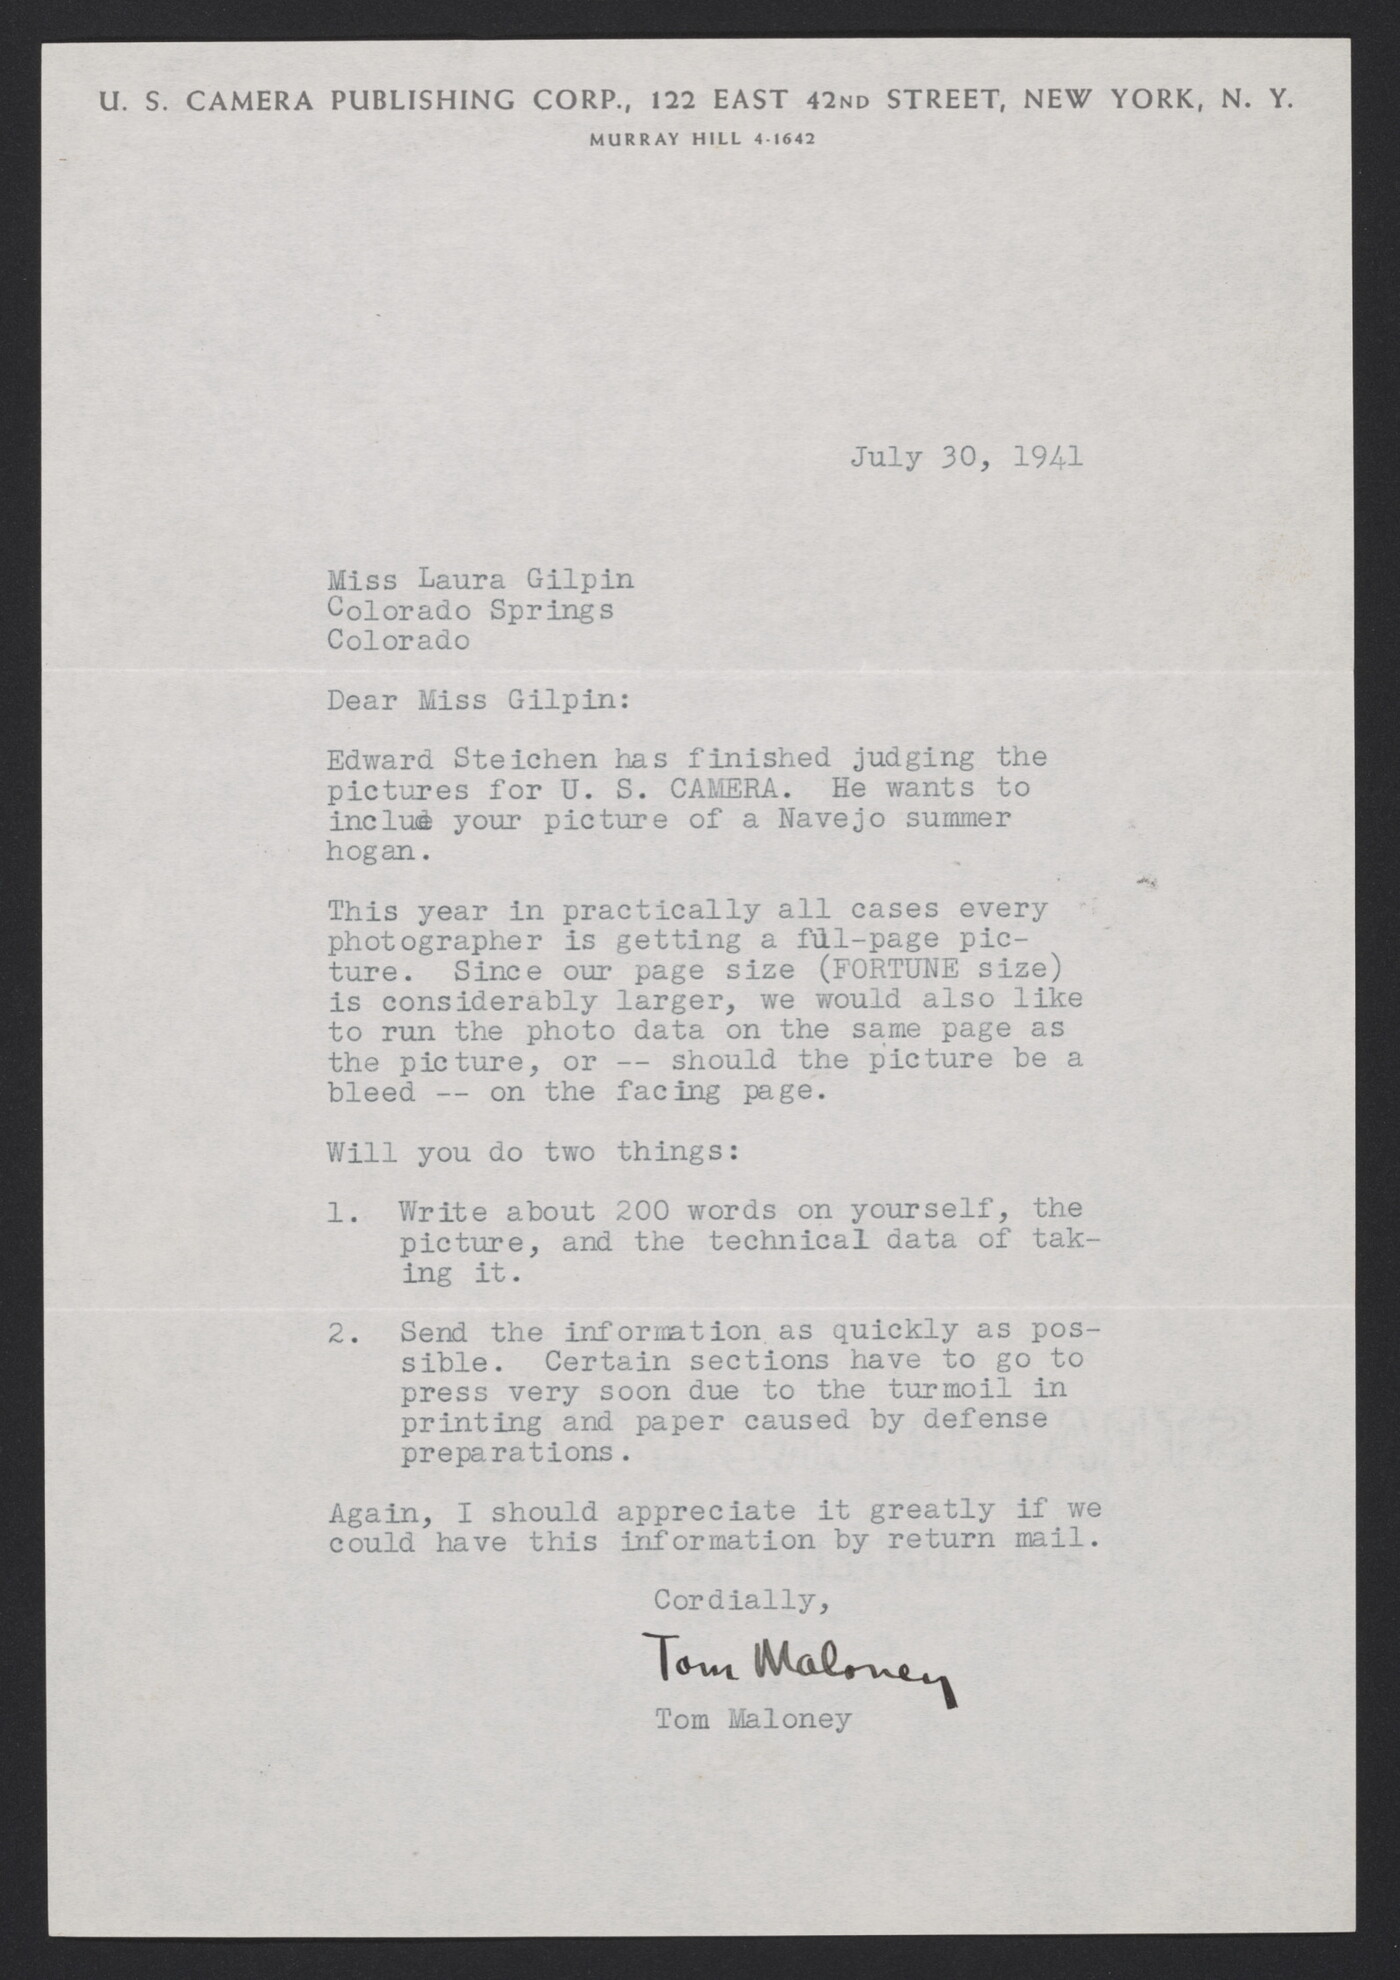 U. S. CAMERA PUBLISHING CORP., 122 EAST 42ND STREET, NEW YORK, N. Y.
MURRAY HILL 4-1642
July 30, 1941
Miss Laura Gilpin
Colorado Springs
Colorado
Dear Miss Gilpin:
Edward Steichen has finished judging the
pictures for U. S. CAMERA.  He wants to
include your picture of a Navejo summer
hogan.
This year in practically all cases every
photographer is getting a full-page pic-
ture.  Since our page size (FORTUNE size)
is considerably larger, we would also like
to run the photo data on the same page as
the picture, or -- should the picture be a
bleed -- on the facing page.
Will you do two things:
1.  Write about 200 words on yourself, the
picture, and the technical data of tak-
ing it.
2.  Send the information as quickly as pos-
sible.  Certain sections have to go to
press very soon due to the turmoil in
printing and paper caused by defense
preparations.
Again, I should appreciate it greatly if we
could have this information by return mail.
Cordially,
Tom Maloney
Tom Maloney